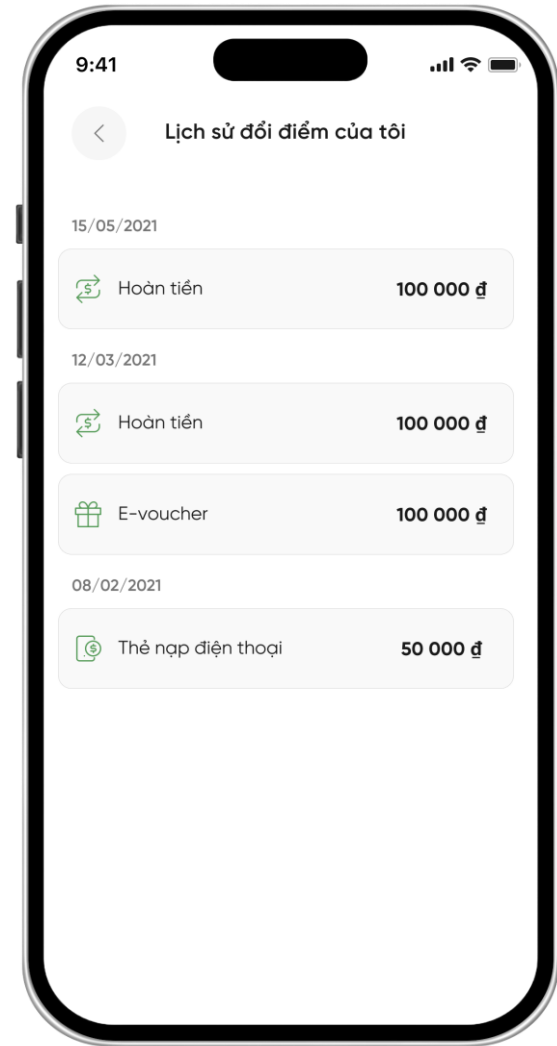 9:41
Lịch sử đổi điểm của tôi
15/05/2021
Hoàn tiền 100 000 ₫
12/03/2021
Hoàn tiền 100 000 ₫
E-voucher 100 000 ₫
08/02/2021
Thẻ nạp điện thoại 50 000 ₫